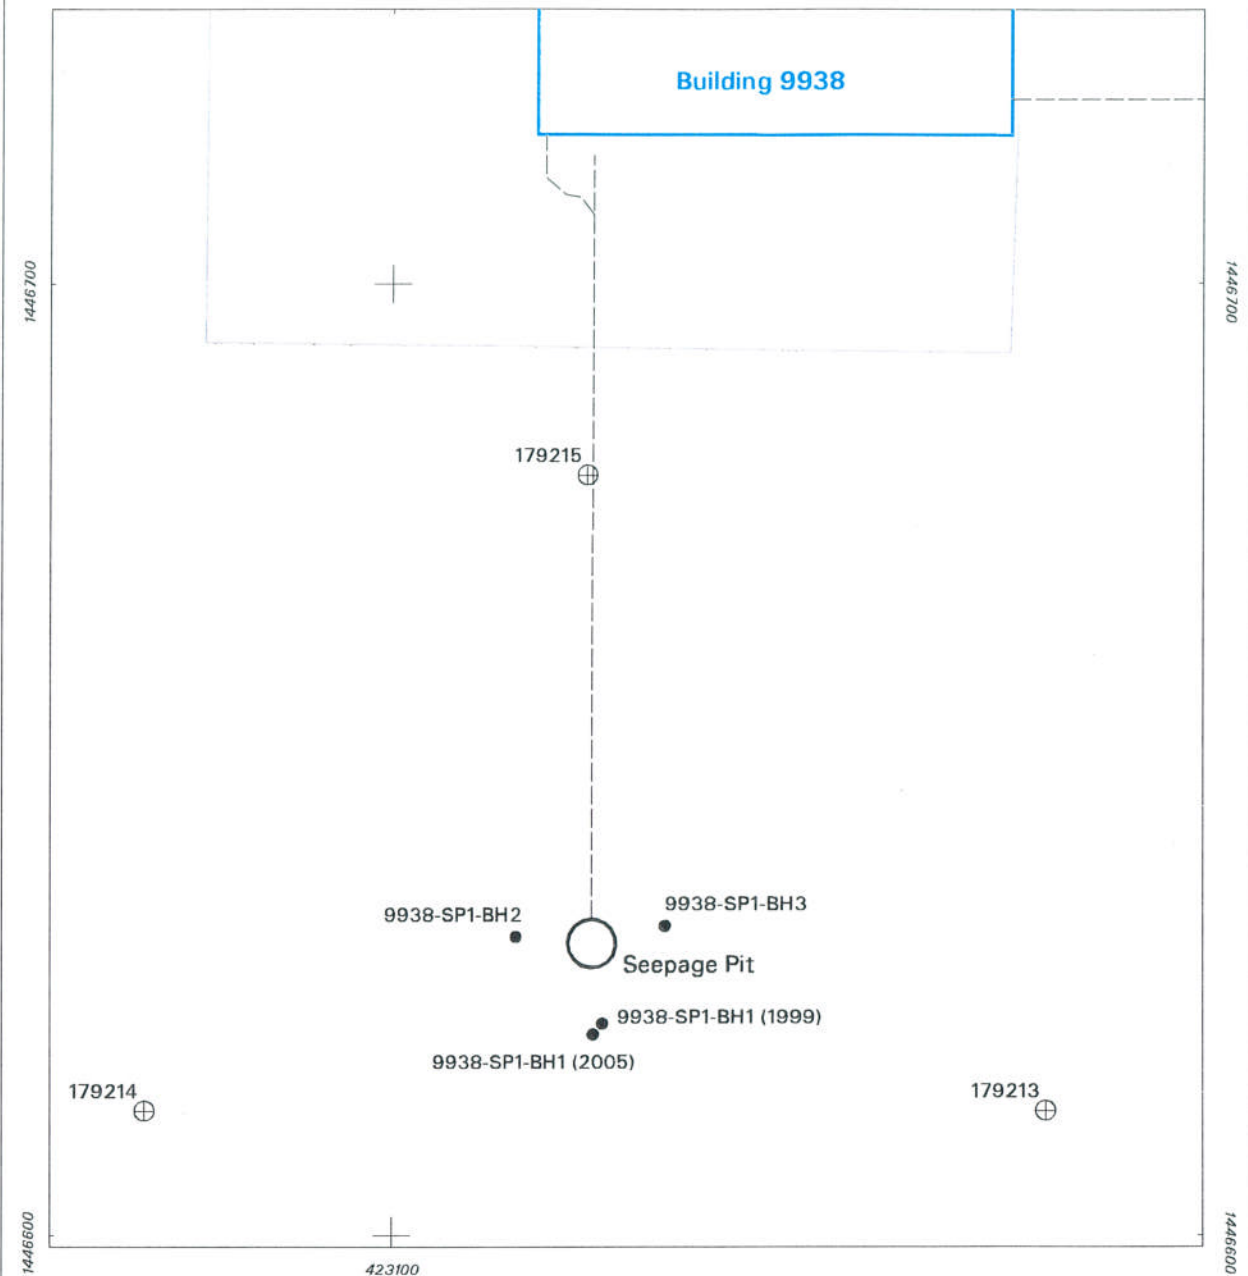 Building 9938
1446700
1446700
179215
9938-SP1-BH2
9938-SP1-BH3
Seepage Pit
9938-SP1-BH1 (1999)
9938-SP1-BH1 (2005)
179214
179213
1446600
1446600
423100